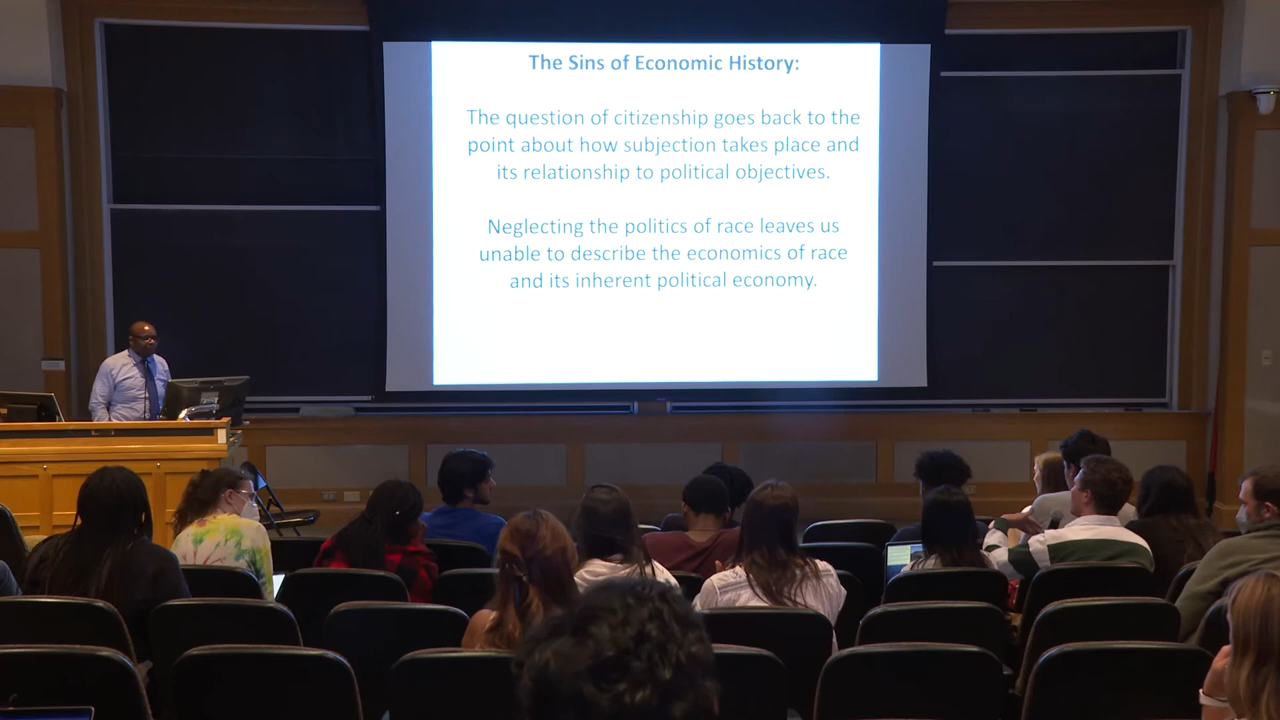 The Sins of Economic History:
The question of citizenship goes back to the
point about how subjection takes place and
its relationship to political objectives.
Neglecting the politics of race leaves us
unable to describe the economics of race
and its inherent political economy.